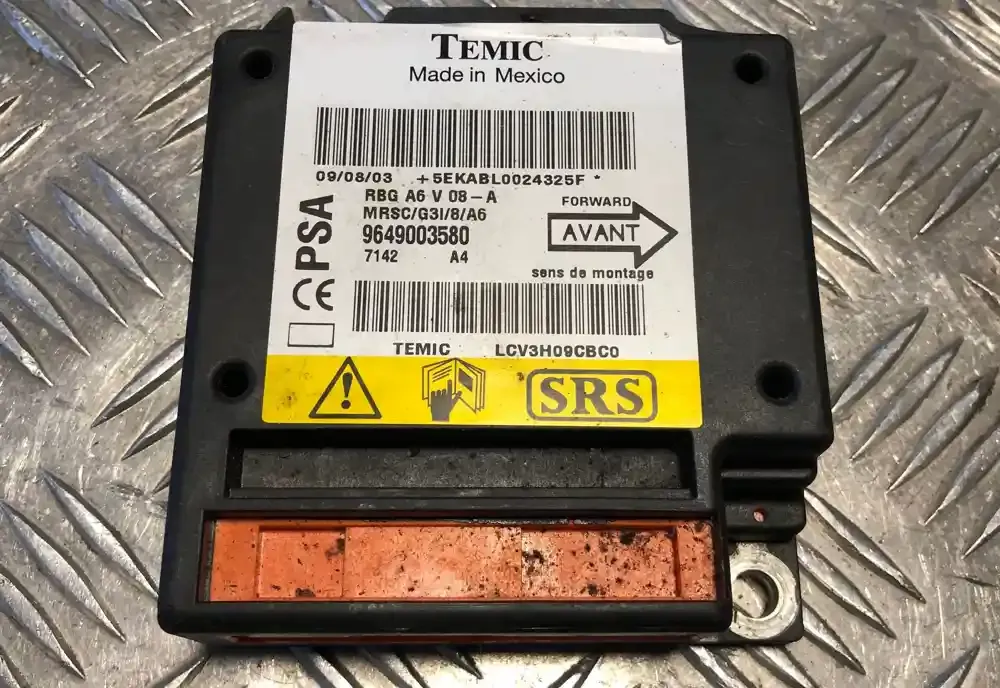 TEMIC
Made in Mexico
09/08/03 +5EKABL0024325F *
RBG A6 V 08-A
MRSC/G3I/8/A6
9649003580
7142 A4
PSA
CE
FORWARD
AVANT
sens de montage
TEMIC LCV3H09CBC0
SRS